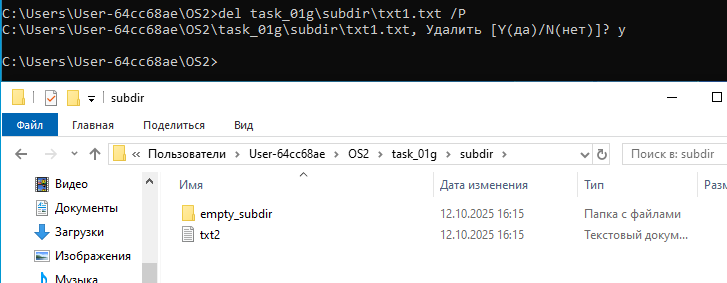 C:\Users\User-64cc68ae\OS2>del task_01g\subdir\txt1.txt /P
C:\Users\User-64cc68ae\OS2\task_01g\subdir\txt1.txt, Удалить [Y(да)/N(нет)]? y
C:\Users\User-64cc68ae\OS2>
subdir
Файл Главная Поделиться Вид
« Пользователи > User-64cc68ae > OS2 > task_01g > subdir > Поиск в: subdir
Видео
Документы
Загрузки
Изображения
Музыка
Имя Дата изменения Тип Разм
empty_subdir 12.10.2025 16:15 Папка с файлами
txt2 12.10.2025 16:15 Текстовый докум...